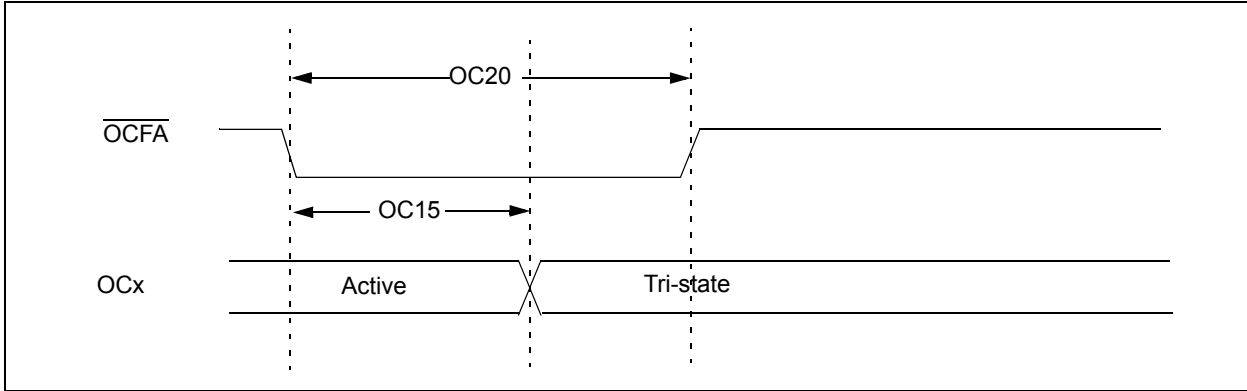 OC20
OCFA
OC15
OCx
Active
Tri-state